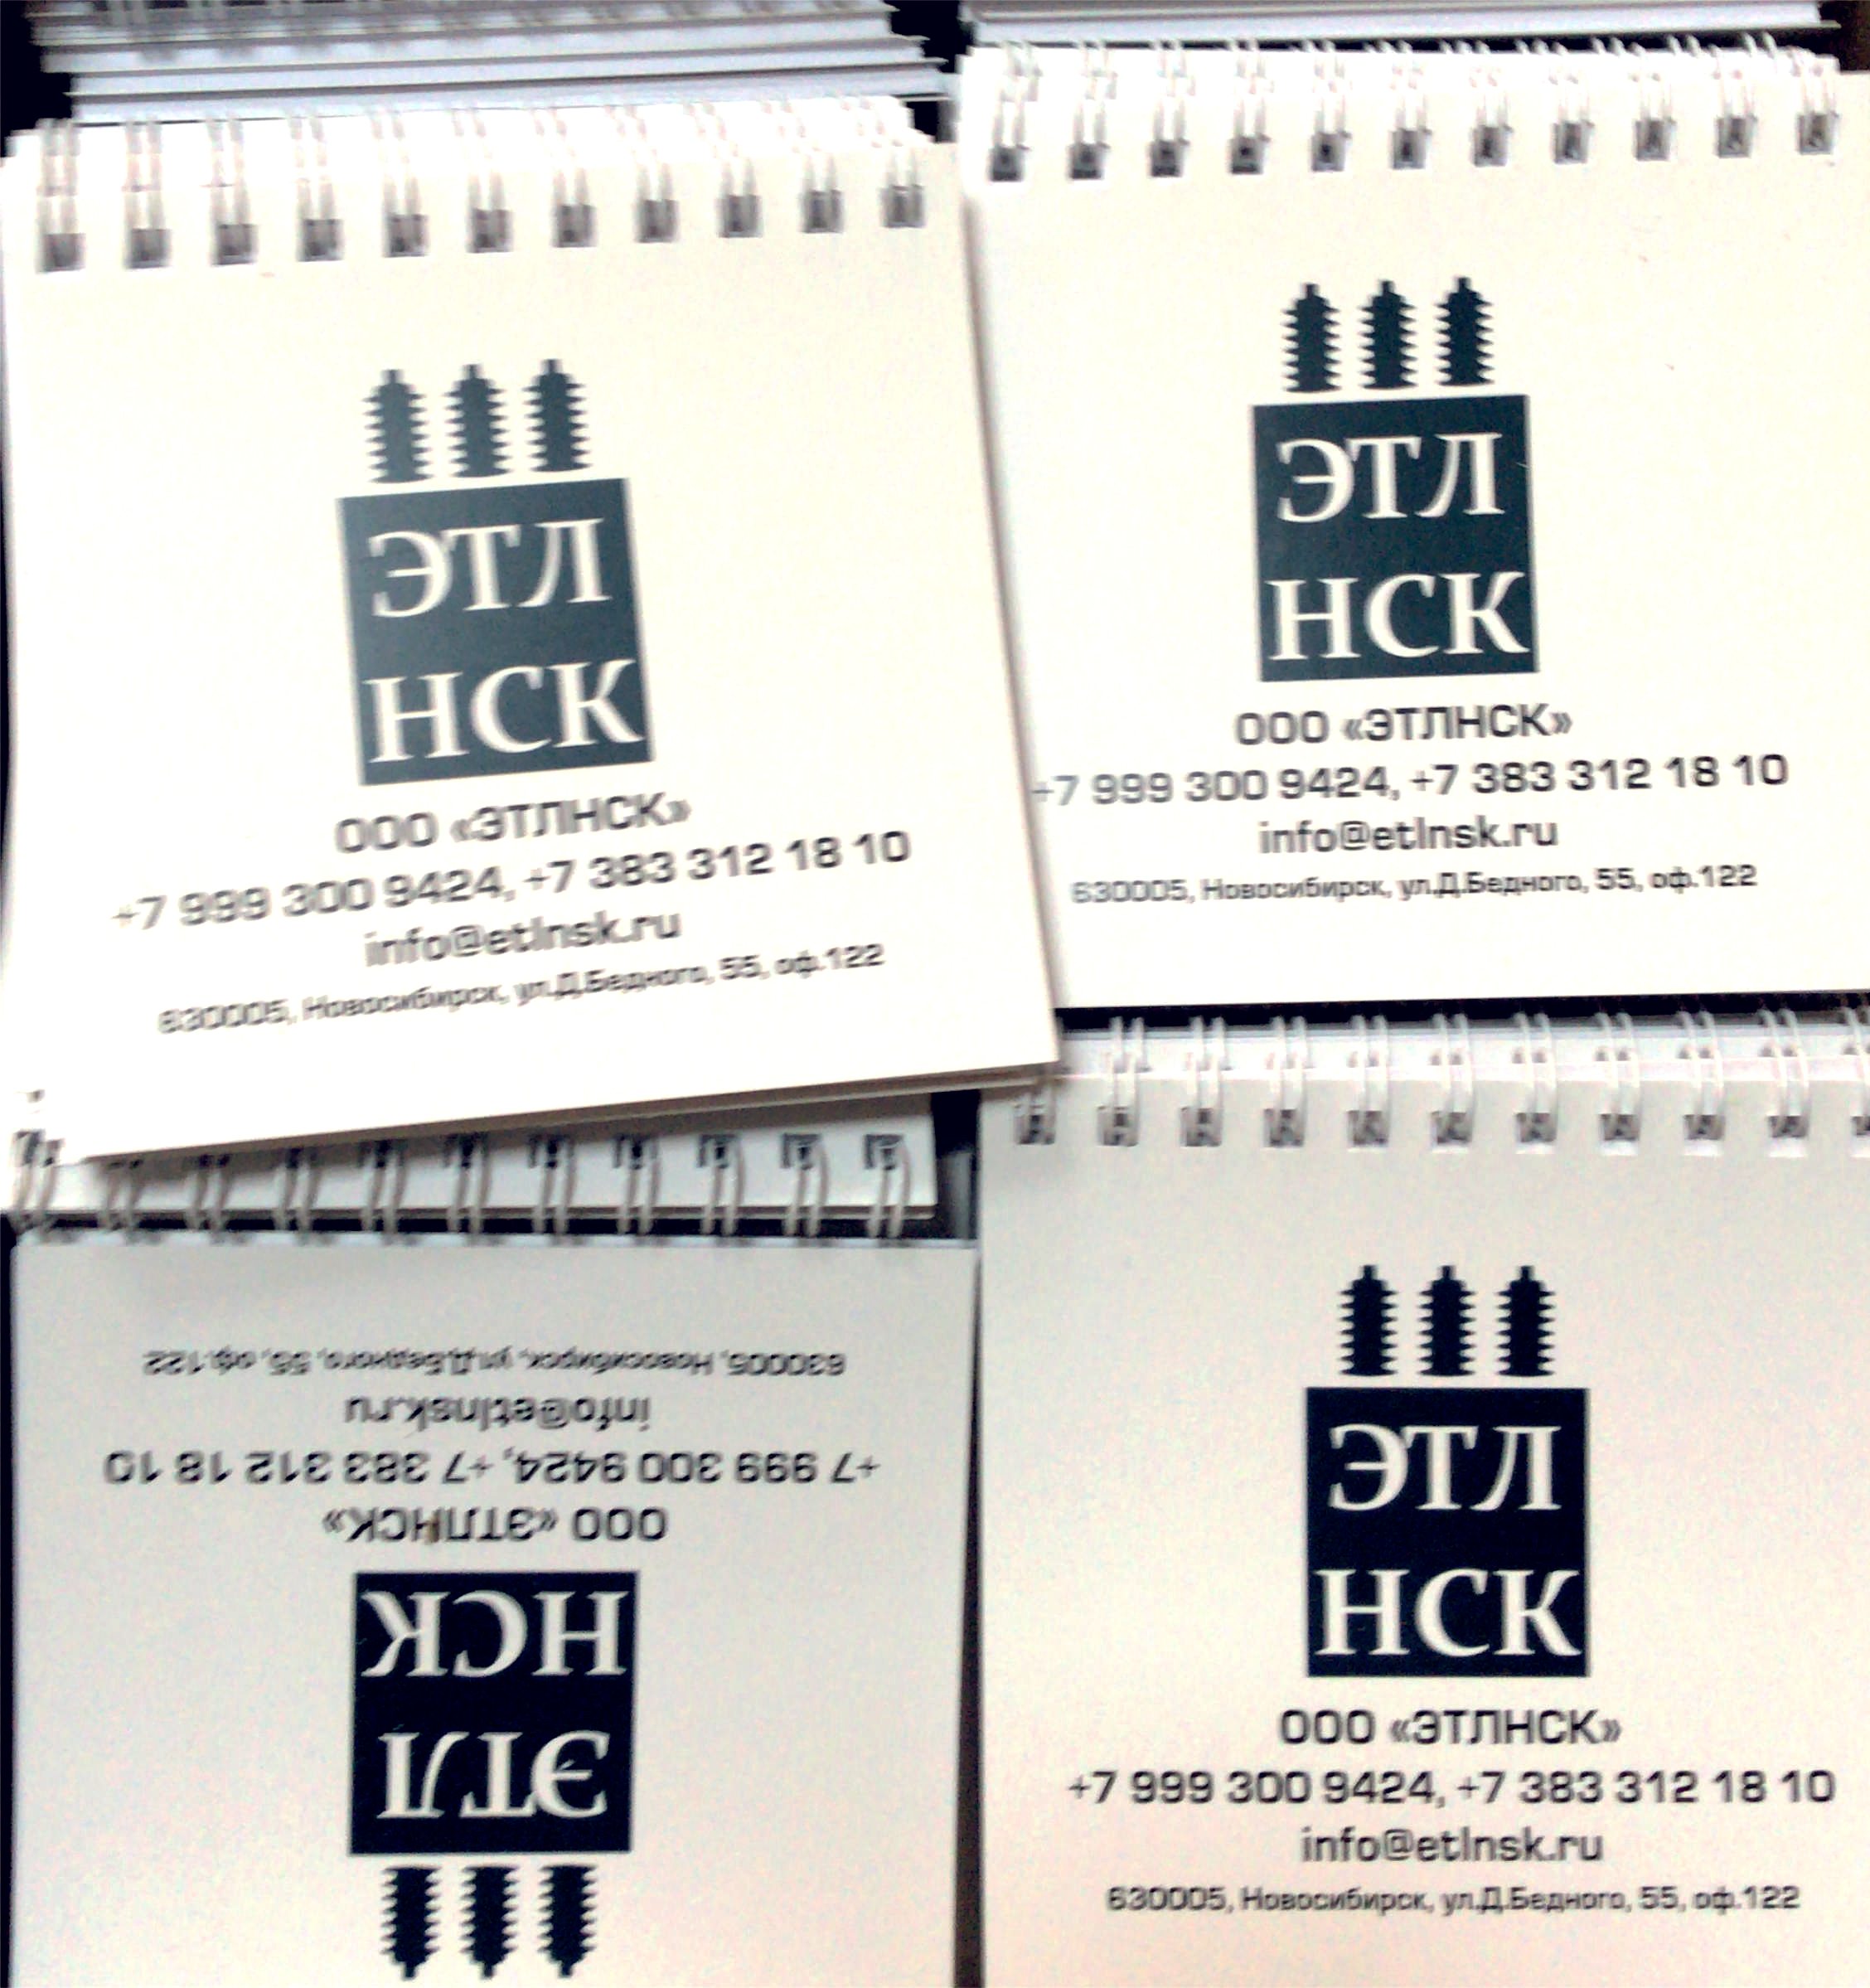 ЭТЛ
НСК
ООО «ЭТЛНСК»
+7 999 300 9424, +7 383 312 18 10
info@etlnsk.ru
630005, Новосибирск, ул.Д.Бедного, 55, оф.122
ЭТЛ
НСК
ООО «ЭТЛНСК»
+7 999 300 9424, +7 383 312 18 10
info@etlnsk.ru
630005, Новосибирск, ул.Д.Бедного, 55, оф.122
ЭТЛ
НСК
ООО «ЭТЛНСК»
+7 999 300 9424, +7 383 312 18 10
info@etlnsk.ru
630005, Новосибирск, ул.Д.Бедного, 55, оф.122
ЭТЛ
НСК
ООО «ЭТЛНСК»
+7 999 300 9424, +7 383 312 18 10
info@etlnsk.ru
630005, Новосибирск, ул.Д.Бедного, 55, оф.122